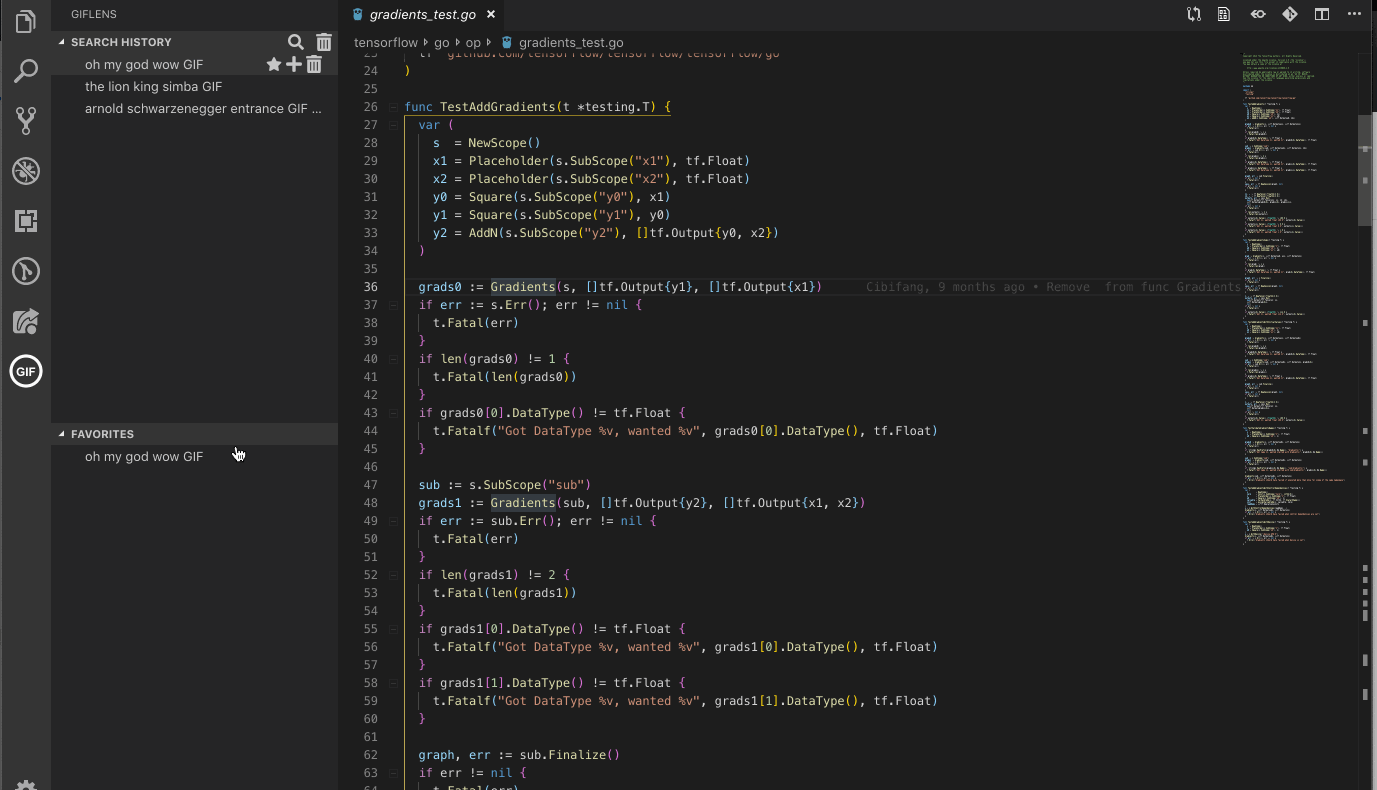 GIFLENS
SEARCH HISTORY
oh my god wow GIF
the lion king simba GIF
arnold schwarzenegger entrance GIF ...
GIF
FAVORITES
oh my god wow GIF
gradients_test.go ×
tensorflow go op gradients_test.go
24 )
25
26 func TestAddGradients(t *testing.T) {
27 var (
28 s  = NewScope()
29 x1 = Placeholder(s.SubScope("x1"), tf.Float)
30 x2 = Placeholder(s.SubScope("x2"), tf.Float)
31 y0 = Square(s.SubScope("y0"), x1)
32 y1 = Square(s.SubScope("y1"), y0)
33 y2 = AddN(s.SubScope("y2"), []tf.Output{y0, x2})
34 )
35
36 grads0 := Gradients(s, []tf.Output{y1}, []tf.Output{x1}) Cibifang, 9 months ago • Remove  from func Gradients
37 if err := s.Err(); err != nil {
38 t.Fatal(err)
39 }
40 if len(grads0) != 1 {
41 t.Fatal(len(grads0))
42 }
43 if grads0[0].DataType() != tf.Float {
44 t.Fatalf("Got DataType %v, wanted %v", grads0[0].DataType(), tf.Float)
45 }
46
47 sub := s.SubScope("sub")
48 grads1 := Gradients(sub, []tf.Output{y2}, []tf.Output{x1, x2})
49 if err := sub.Err(); err != nil {
50 t.Fatal(err)
51 }
52 if len(grads1) != 2 {
53 t.Fatal(len(grads1))
54 }
55 if grads1[0].DataType() != tf.Float {
56 t.Fatalf("Got DataType %v, wanted %v", grads1[0].DataType(), tf.Float)
57 }
58 if grads1[1].DataType() != tf.Float {
59 t.Fatalf("Got DataType %v, wanted %v", grads1[1].DataType(), tf.Float)
60 }
61
62 graph, err := sub.Finalize()
63 if err != nil {
64 t.Fatal(err)